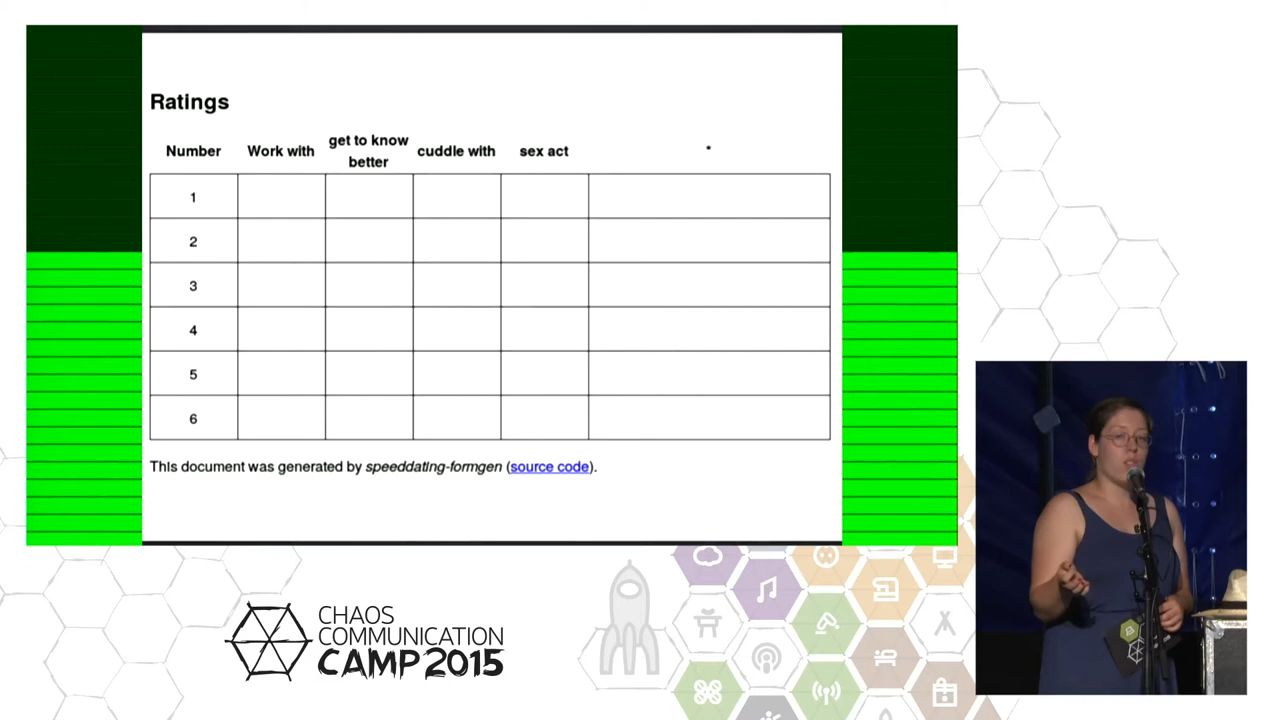 Ratings
Number Work with get to know better cuddle with sex act *
1
2
3
4
5
6
This document was generated by speeddating-formgen (source code).
CHAOS
COMMUNICATION
CAMP 2015